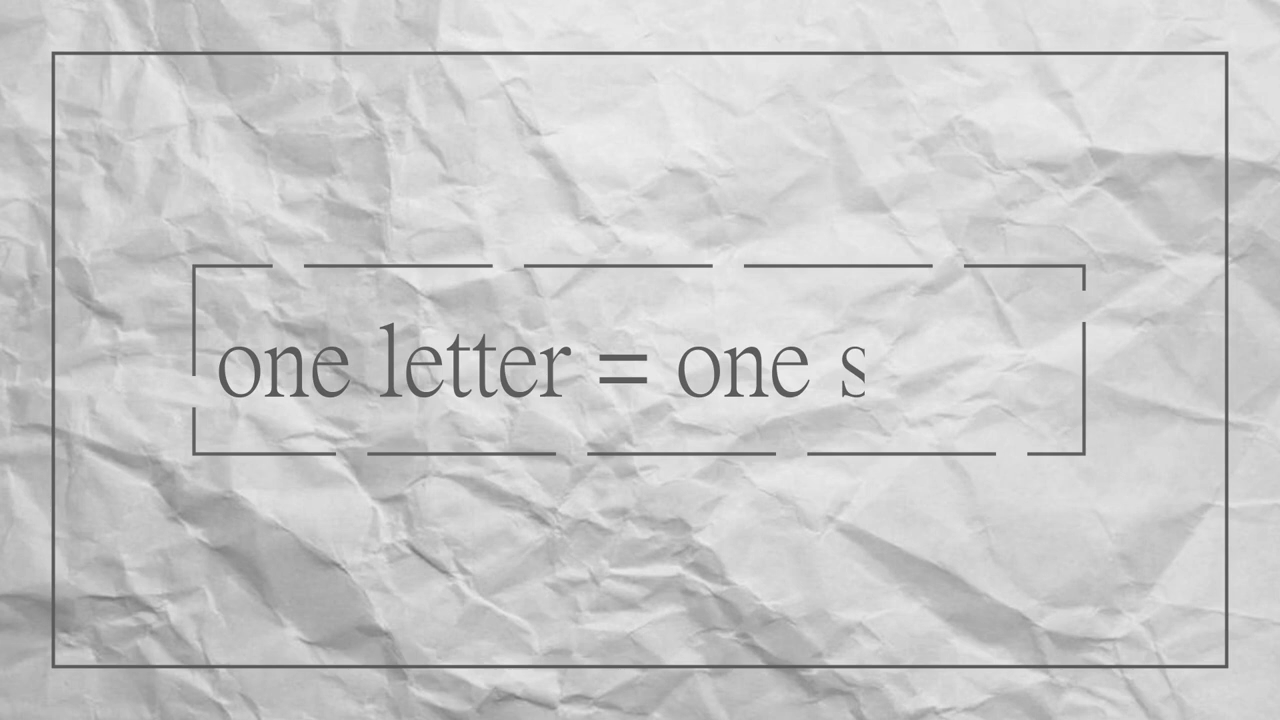 one letter = one s